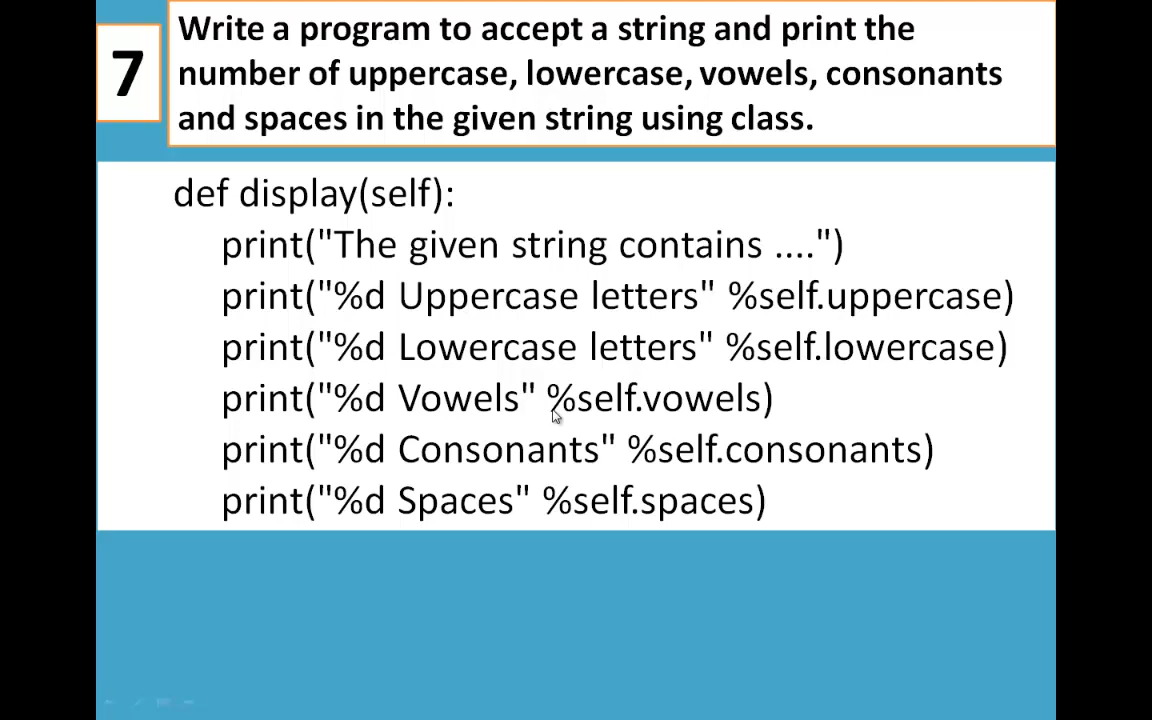 7
Write a program to accept a string and print the
number of uppercase, lowercase, vowels, consonants
and spaces in the given string using class.
def display(self):
print("The given string contains ....")
print("%d Uppercase letters" %self.uppercase)
print("%d Lowercase letters" %self.lowercase)
print("%d Vowels" %self.vowels)
print("%d Consonants" %self.consonants)
print("%d Spaces" %self.spaces)